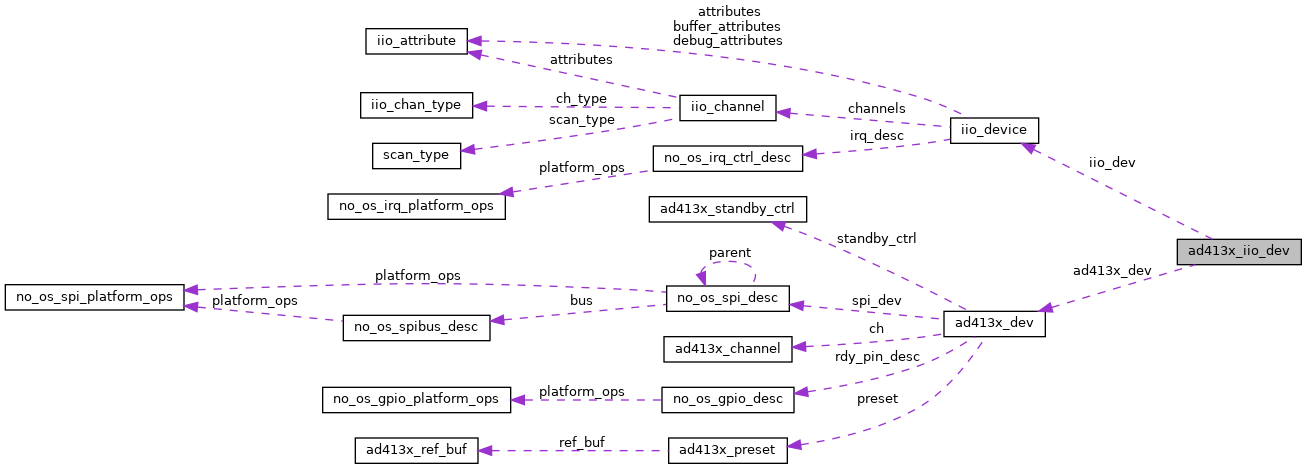 attributes
buffer_attributes
debug_attributes
iio_attribute
attributes
iio_chan_type
ch_type
iio_channel
channels
scan_type
iio_device
irq_desc
scan_type
no_os_irq_ctrl_desc
iio_dev
platform_ops
no_os_irq_platform_ops
ad413x_standby_ctrl
standby_ctrl
ad413x_iio_dev
parent
ad413x_dev
platform_ops
no_os_spi_platform_ops
platform_ops
bus
no_os_spi_desc
spi_dev
no_os_spibus_desc
ch
ad413x_dev
ad413x_channel
rdy_pin_desc
no_os_gpio_platform_ops
platform_ops
no_os_gpio_desc
preset
ad413x_ref_buf
ref_buf
ad413x_preset